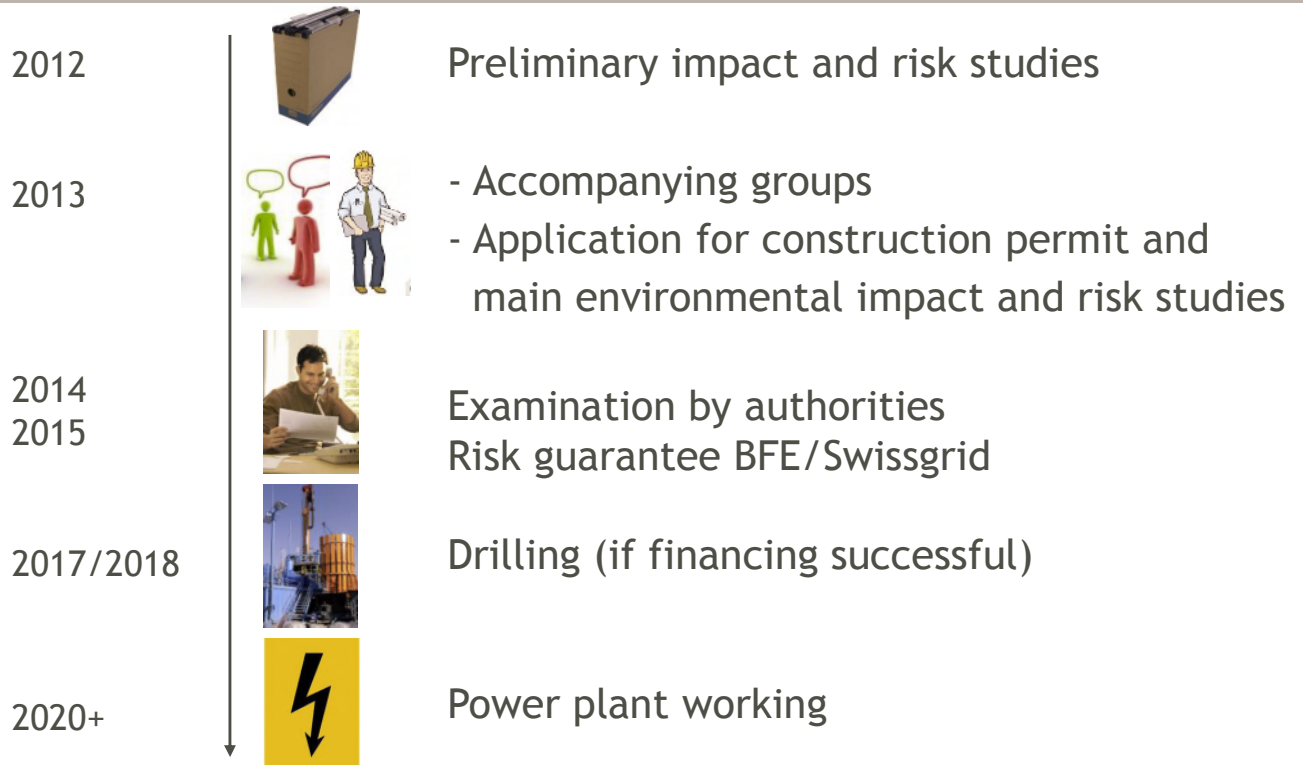 2012
Preliminary impact and risk studies
2013
- Accompanying groups
- Application for construction permit and
main environmental impact and risk studies
2014
2015
Examination by authorities
Risk guarantee BFE/Swissgrid
2017/2018
Drilling (if financing successful)
2020+
Power plant working